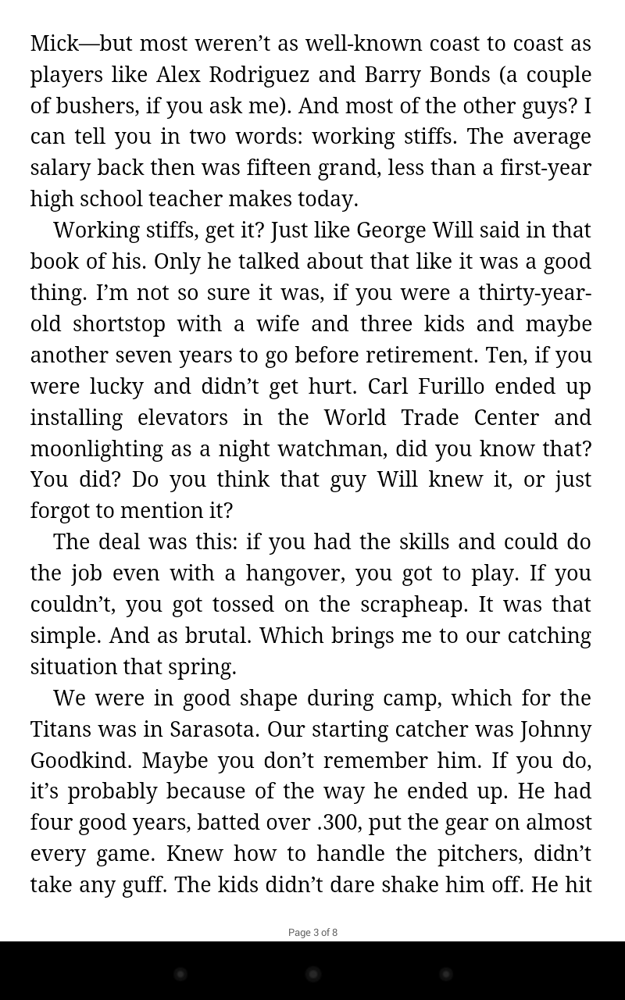 Mick—but most weren’t as well-known coast to coast as
players like Alex Rodriguez and Barry Bonds (a couple
of bushers, if you ask me). And most of the other guys? I
can tell you in two words: working stiffs. The average
salary back then was fifteen grand, less than a first-year
high school teacher makes today.
Working stiffs, get it? Just like George Will said in that
book of his. Only he talked about that like it was a good
thing. I’m not so sure it was, if you were a thirty-year-
old shortstop with a wife and three kids and maybe
another seven years to go before retirement. Ten, if you
were lucky and didn’t get hurt. Carl Furillo ended up
installing elevators in the World Trade Center and
moonlighting as a night watchman, did you know that?
You did? Do you think that guy Will knew it, or just
forgot to mention it?
The deal was this: if you had the skills and could do
the job even with a hangover, you got to play. If you
couldn’t, you got tossed on the scrapheap. It was that
simple. And as brutal. Which brings me to our catching
situation that spring.
We were in good shape during camp, which for the
Titans was in Sarasota. Our starting catcher was Johnny
Goodkind. Maybe you don’t remember him. If you do,
it’s probably because of the way he ended up. He had
four good years, batted over .300, put the gear on almost
every game. Knew how to handle the pitchers, didn’t
take any guff. The kids didn’t dare shake him off. He hit
Page 3 of 8